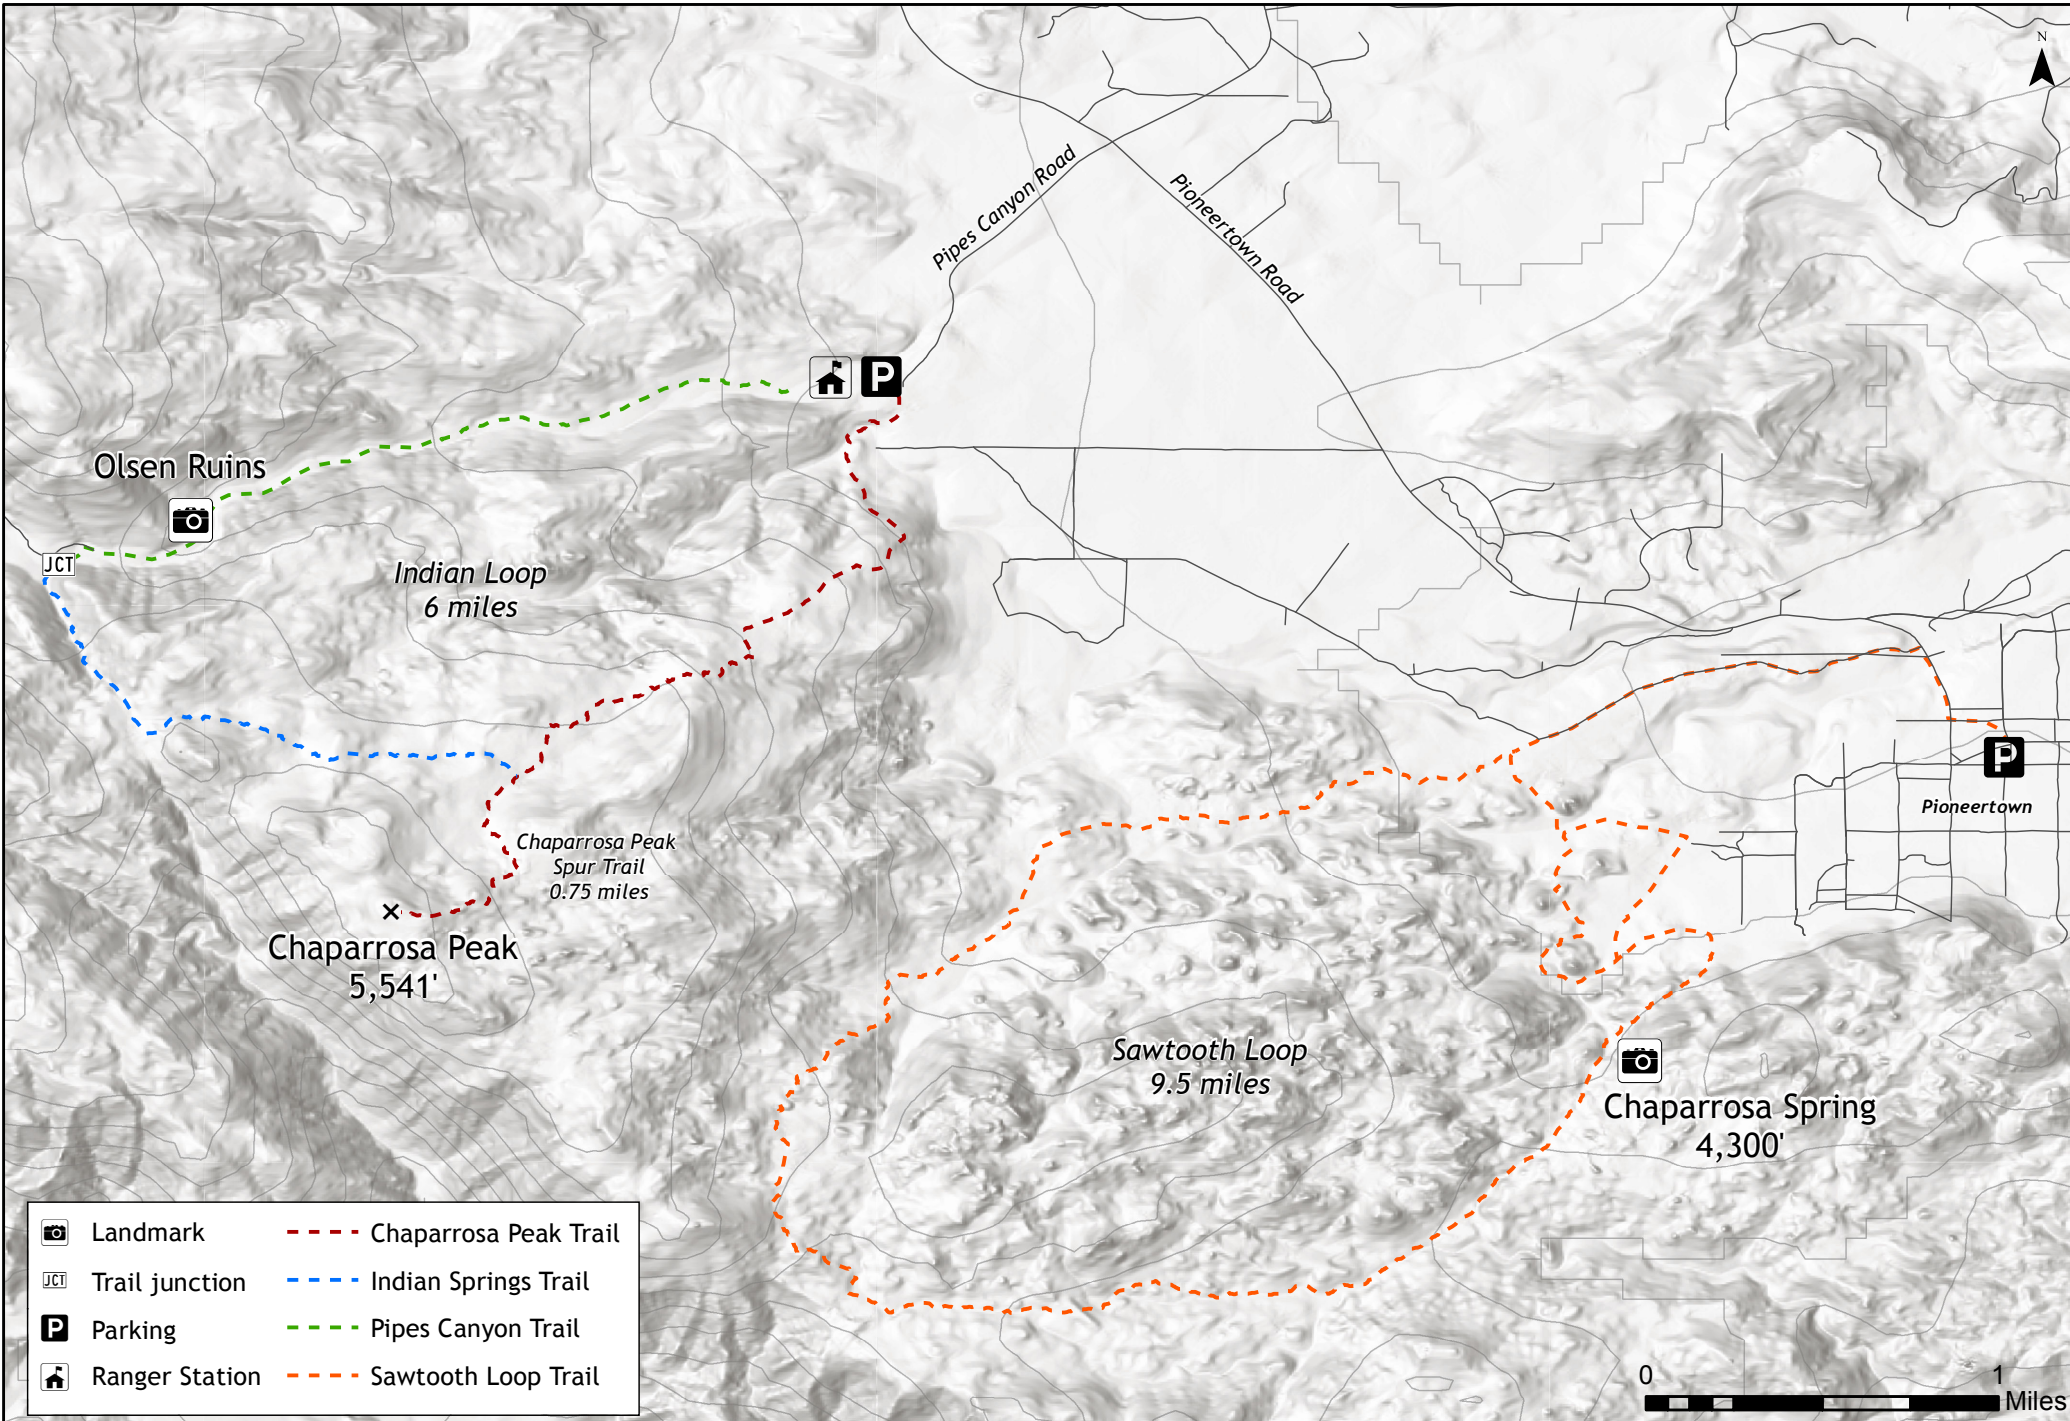 N
Pipes Canyon Road
Pioneertown Road
P
Olsen Ruins
JCT
Indian Loop
6 miles
P
Pioneertown
Chaparrosa Peak
Spur Trail
0.75 miles
Chaparrosa Peak
5,541'
Sawtooth Loop
9.5 miles
Chaparrosa Spring
4,300'
Landmark
JCT Trail junction
P Parking
Ranger Station
Chaparrosa Peak Trail
Indian Springs Trail
Pipes Canyon Trail
Sawtooth Loop Trail
0 1
Miles